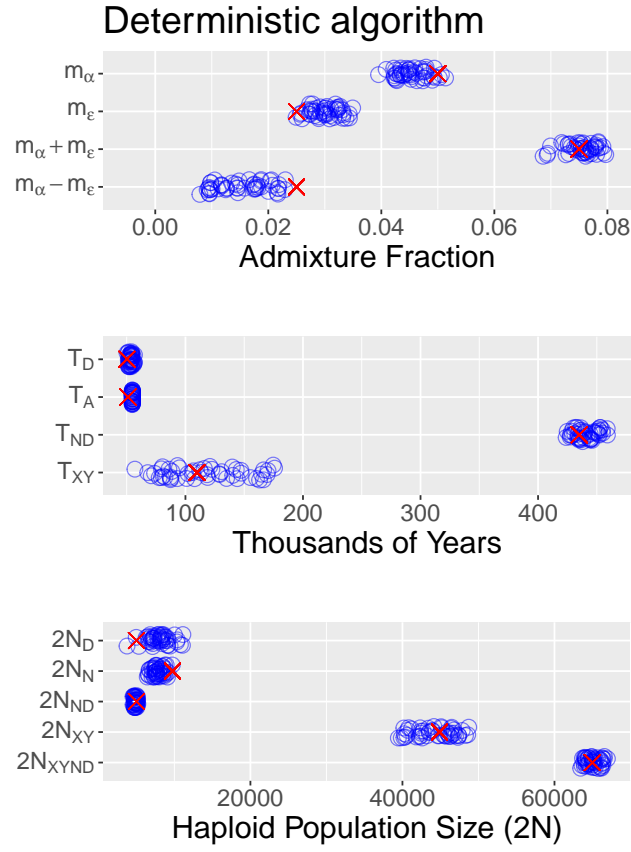 Deterministic algorithm
mα
mε
mα + mε
mα − mε
0.00 0.02 0.04 0.06 0.08
Admixture Fraction
TD
TA
TND
TXY
100 200 300 400
Thousands of Years
2ND
2NN
2NND
2NXY
2NXYND
20000 40000 60000
Haploid Population Size (2N)